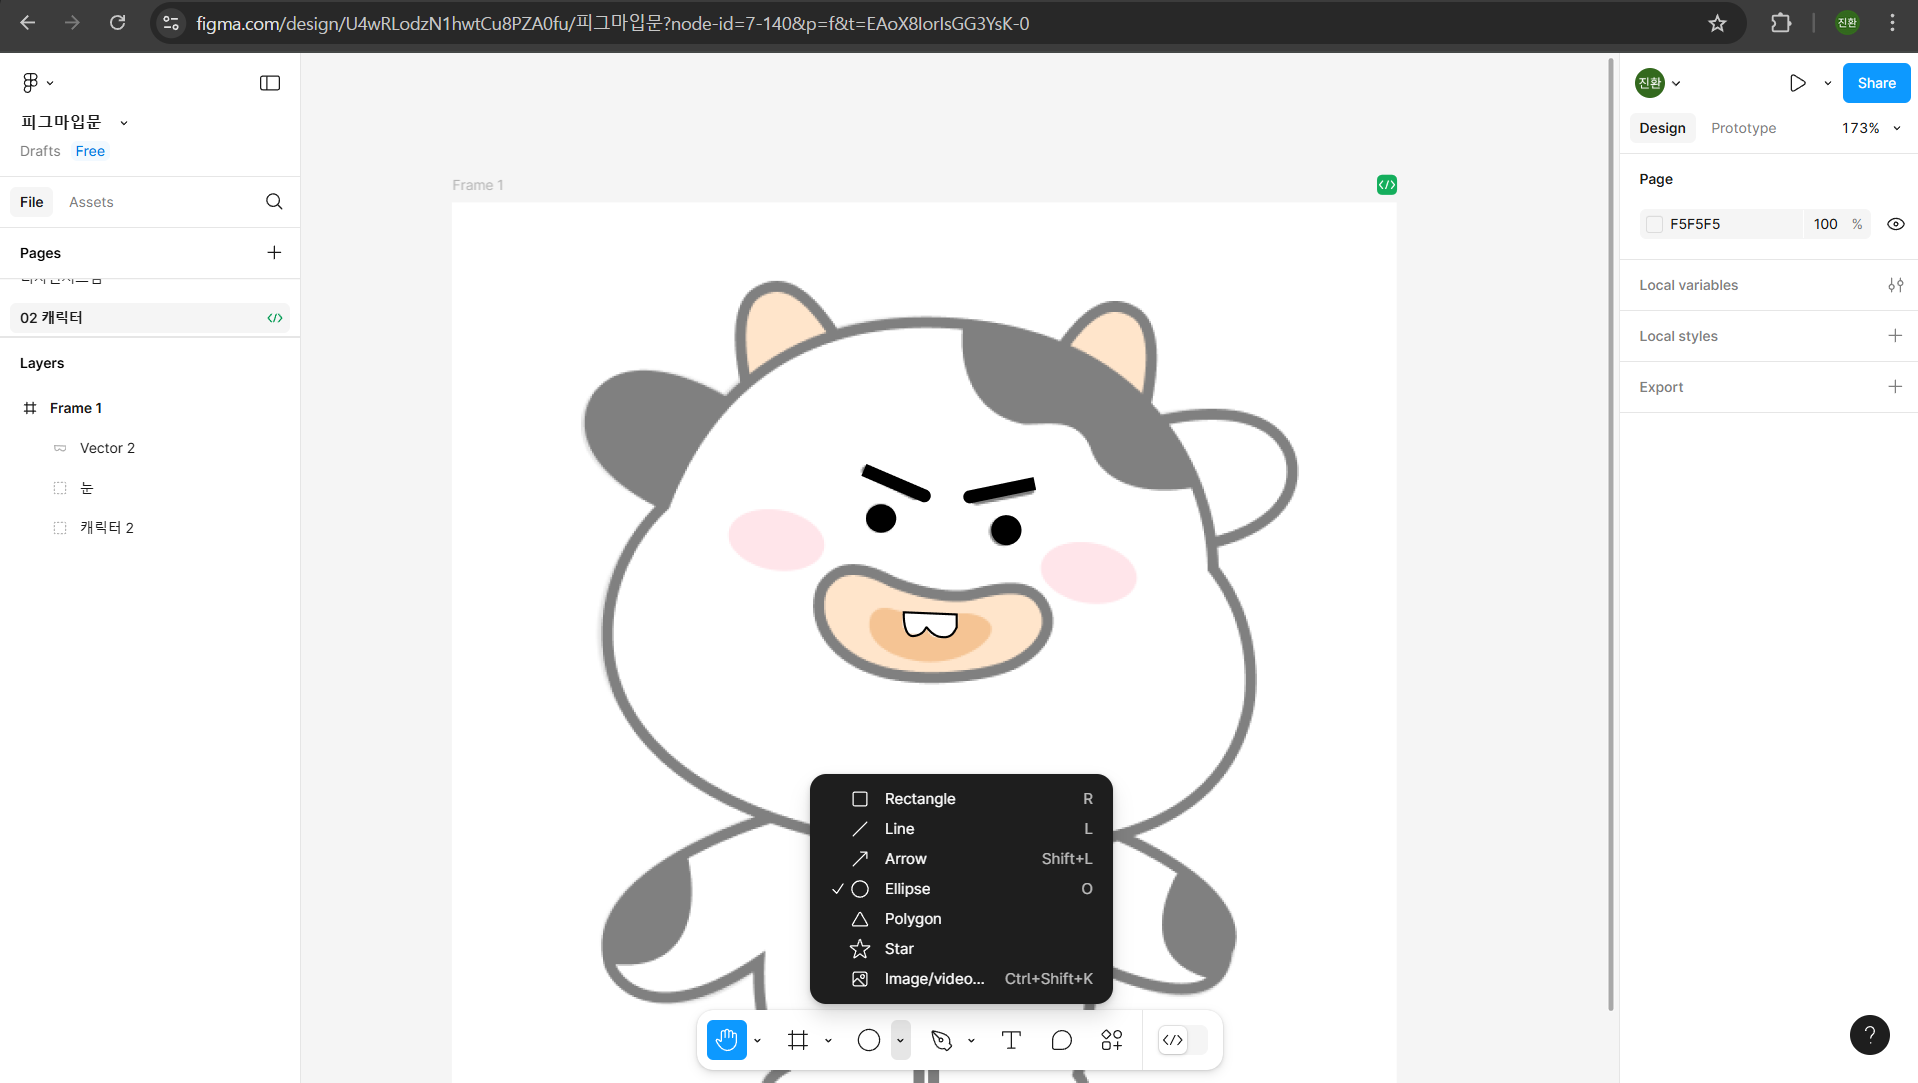 figma.com/design/U4wRLodzN1hwtCu8PZA0fu/피그마입문?node-id=7-140&p=f&t=EAoX8IorIsGG3YsK-0
진환
피그마입문
Drafts Free
File Assets
Pages
02 캐릭터
Layers
Frame 1
Vector 2
눈
캐릭터 2
Frame 1
Rectangle R
Line L
Arrow Shift+L
Ellipse O
Polygon
Star
Image/video... Ctrl+Shift+K
진환
Share
Design Prototype 173%
Page
F5F5F5 100 %
Local variables
Local styles
Export